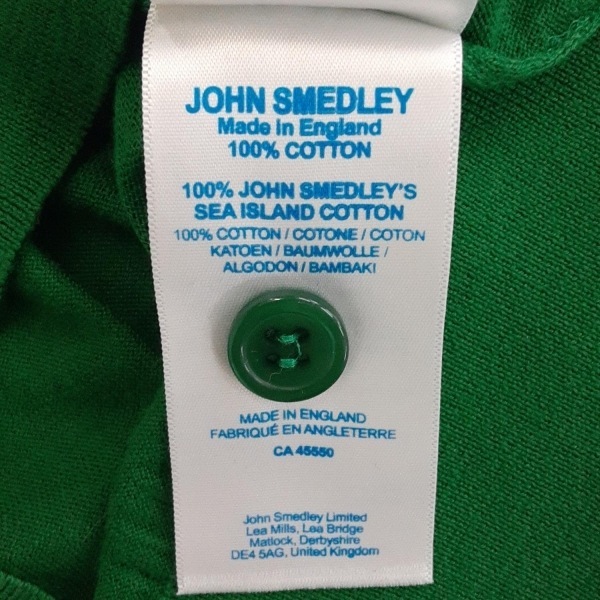 JOHN SMEDLEY
Made in England
100% COTTON
100% JOHN SMEDLEY'S
SEA ISLAND COTTON
100% COTTON / COTONE / COTON
KATOEN / BAUMWOLLE /
ALGODON / BAMBAKI
MADE IN ENGLAND
FABRIQUÉ EN ANGLETERRE
CA 45550
John Smedley Limited
Lea Mills, Lea Bridge
Matlock, Derbyshire
DE4 5AG, United Kingdom